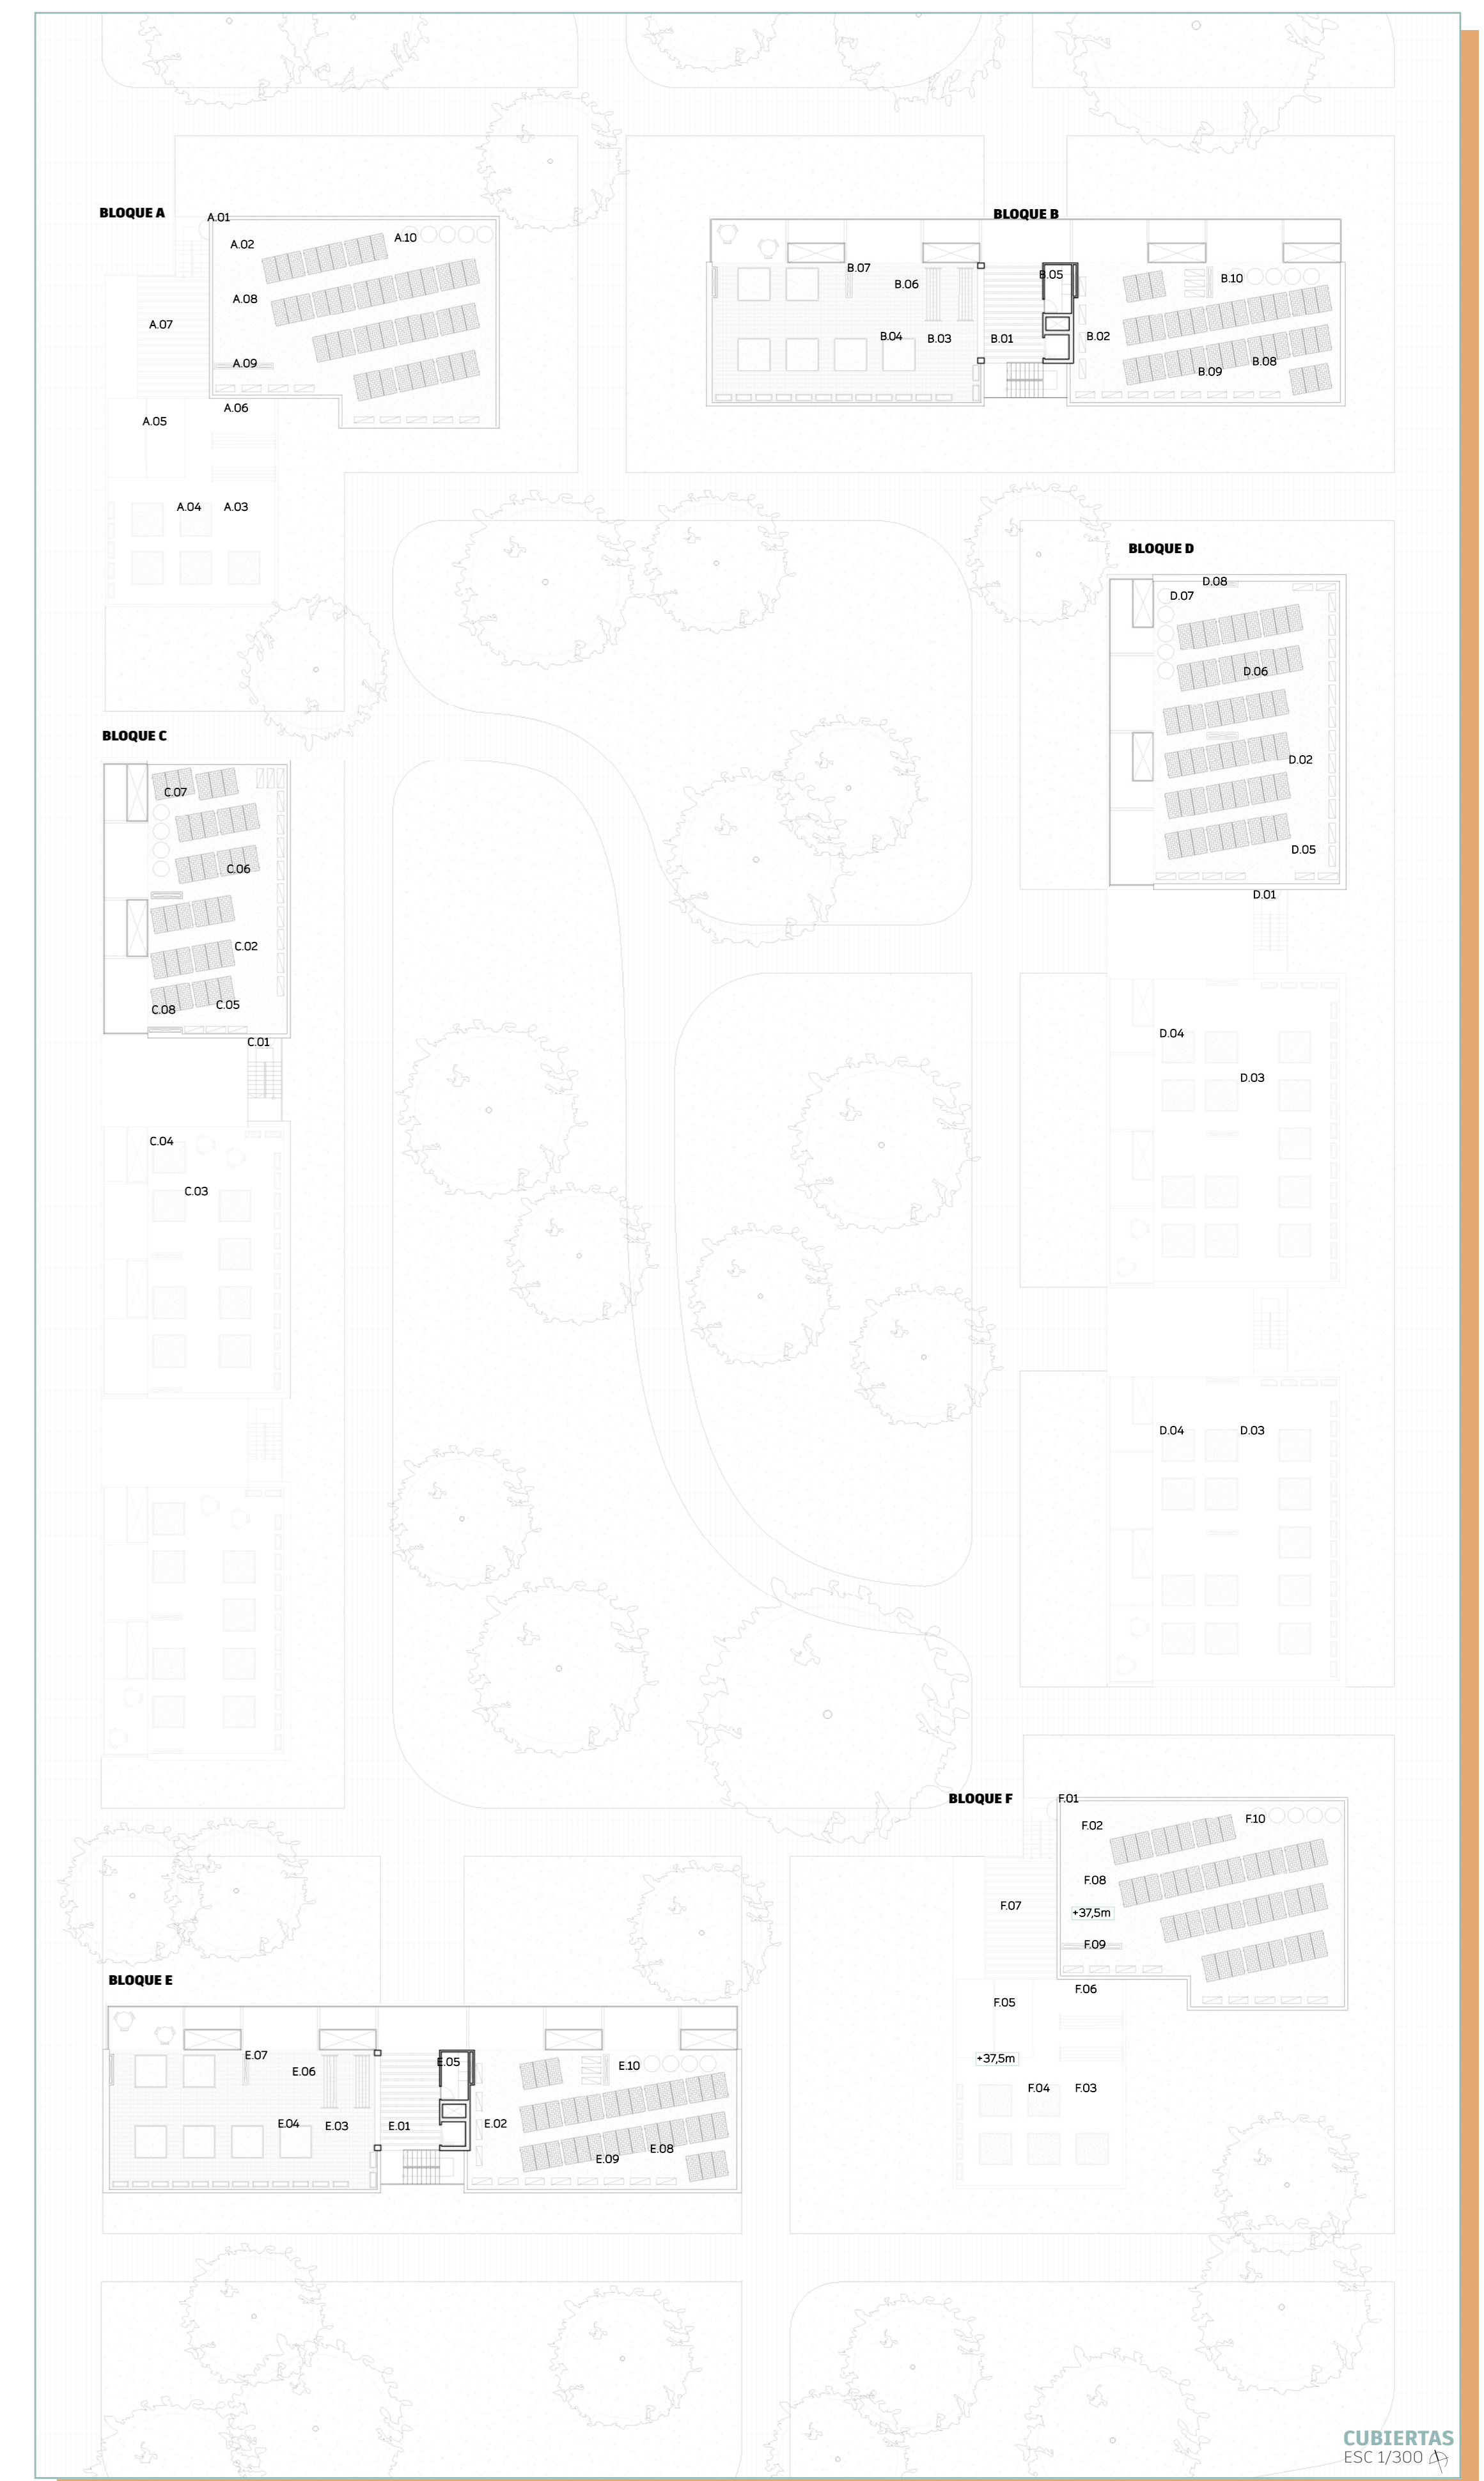 BLOQUE A
A.01
A.02
A.10
A.08
A.07
A.09
A.06
A.05
A.04
A.03
BLOQUE B
B.07
B.06
B.05
B.10
B.04
B.03
B.01
B.02
B.08
B.09
BLOQUE D
D.08
D.07
D.06
D.02
D.05
D.01
D.04
D.03
D.04
D.03
BLOQUE C
C.07
C.06
C.02
C.08
C.05
C.01
C.04
C.03
BLOQUE F
F.01
F.02
F.10
F.08
F.07
+37,5m
F.09
F.06
F.05
+37,5m
F.04
F.03
BLOQUE E
E.07
E.06
E.05
E.10
E.04
E.03
E.01
E.02
E.08
E.09
CUBIERTAS
ESC 1/300